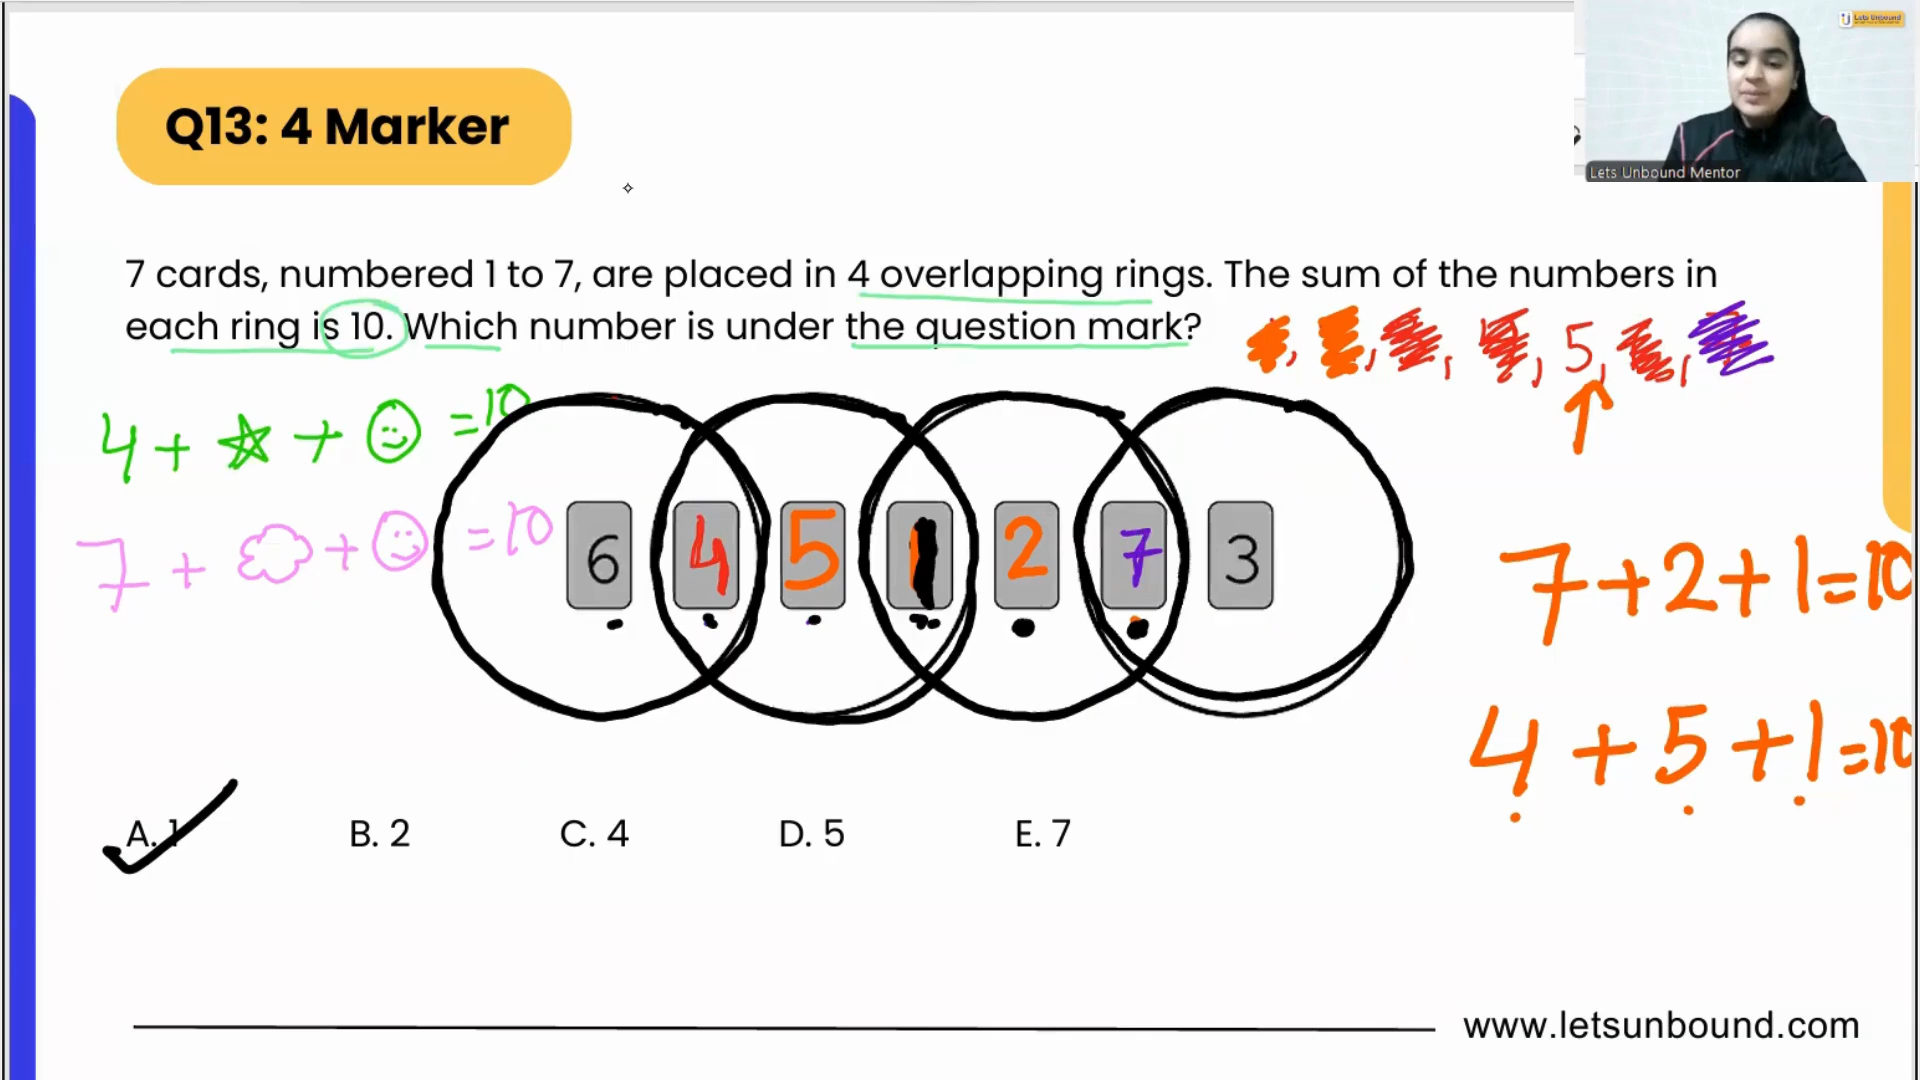 Lets Unbound
Lets Unbound Mentor
Q13: 4 Marker
7 cards, numbered 1 to 7, are placed in 4 overlapping rings. The sum of the numbers in
each ring is 10. Which number is under the question mark?
, , , , 5, ,
4 + ☆ + ☺ = 10
7 + + ☺ = 10
6 4 5 1 2 7 3
7 + 2 + 1 = 10
4 + 5 + 1 = 10
A. 1 B. 2 C. 4 D. 5 E. 7
www.letsunbound.com